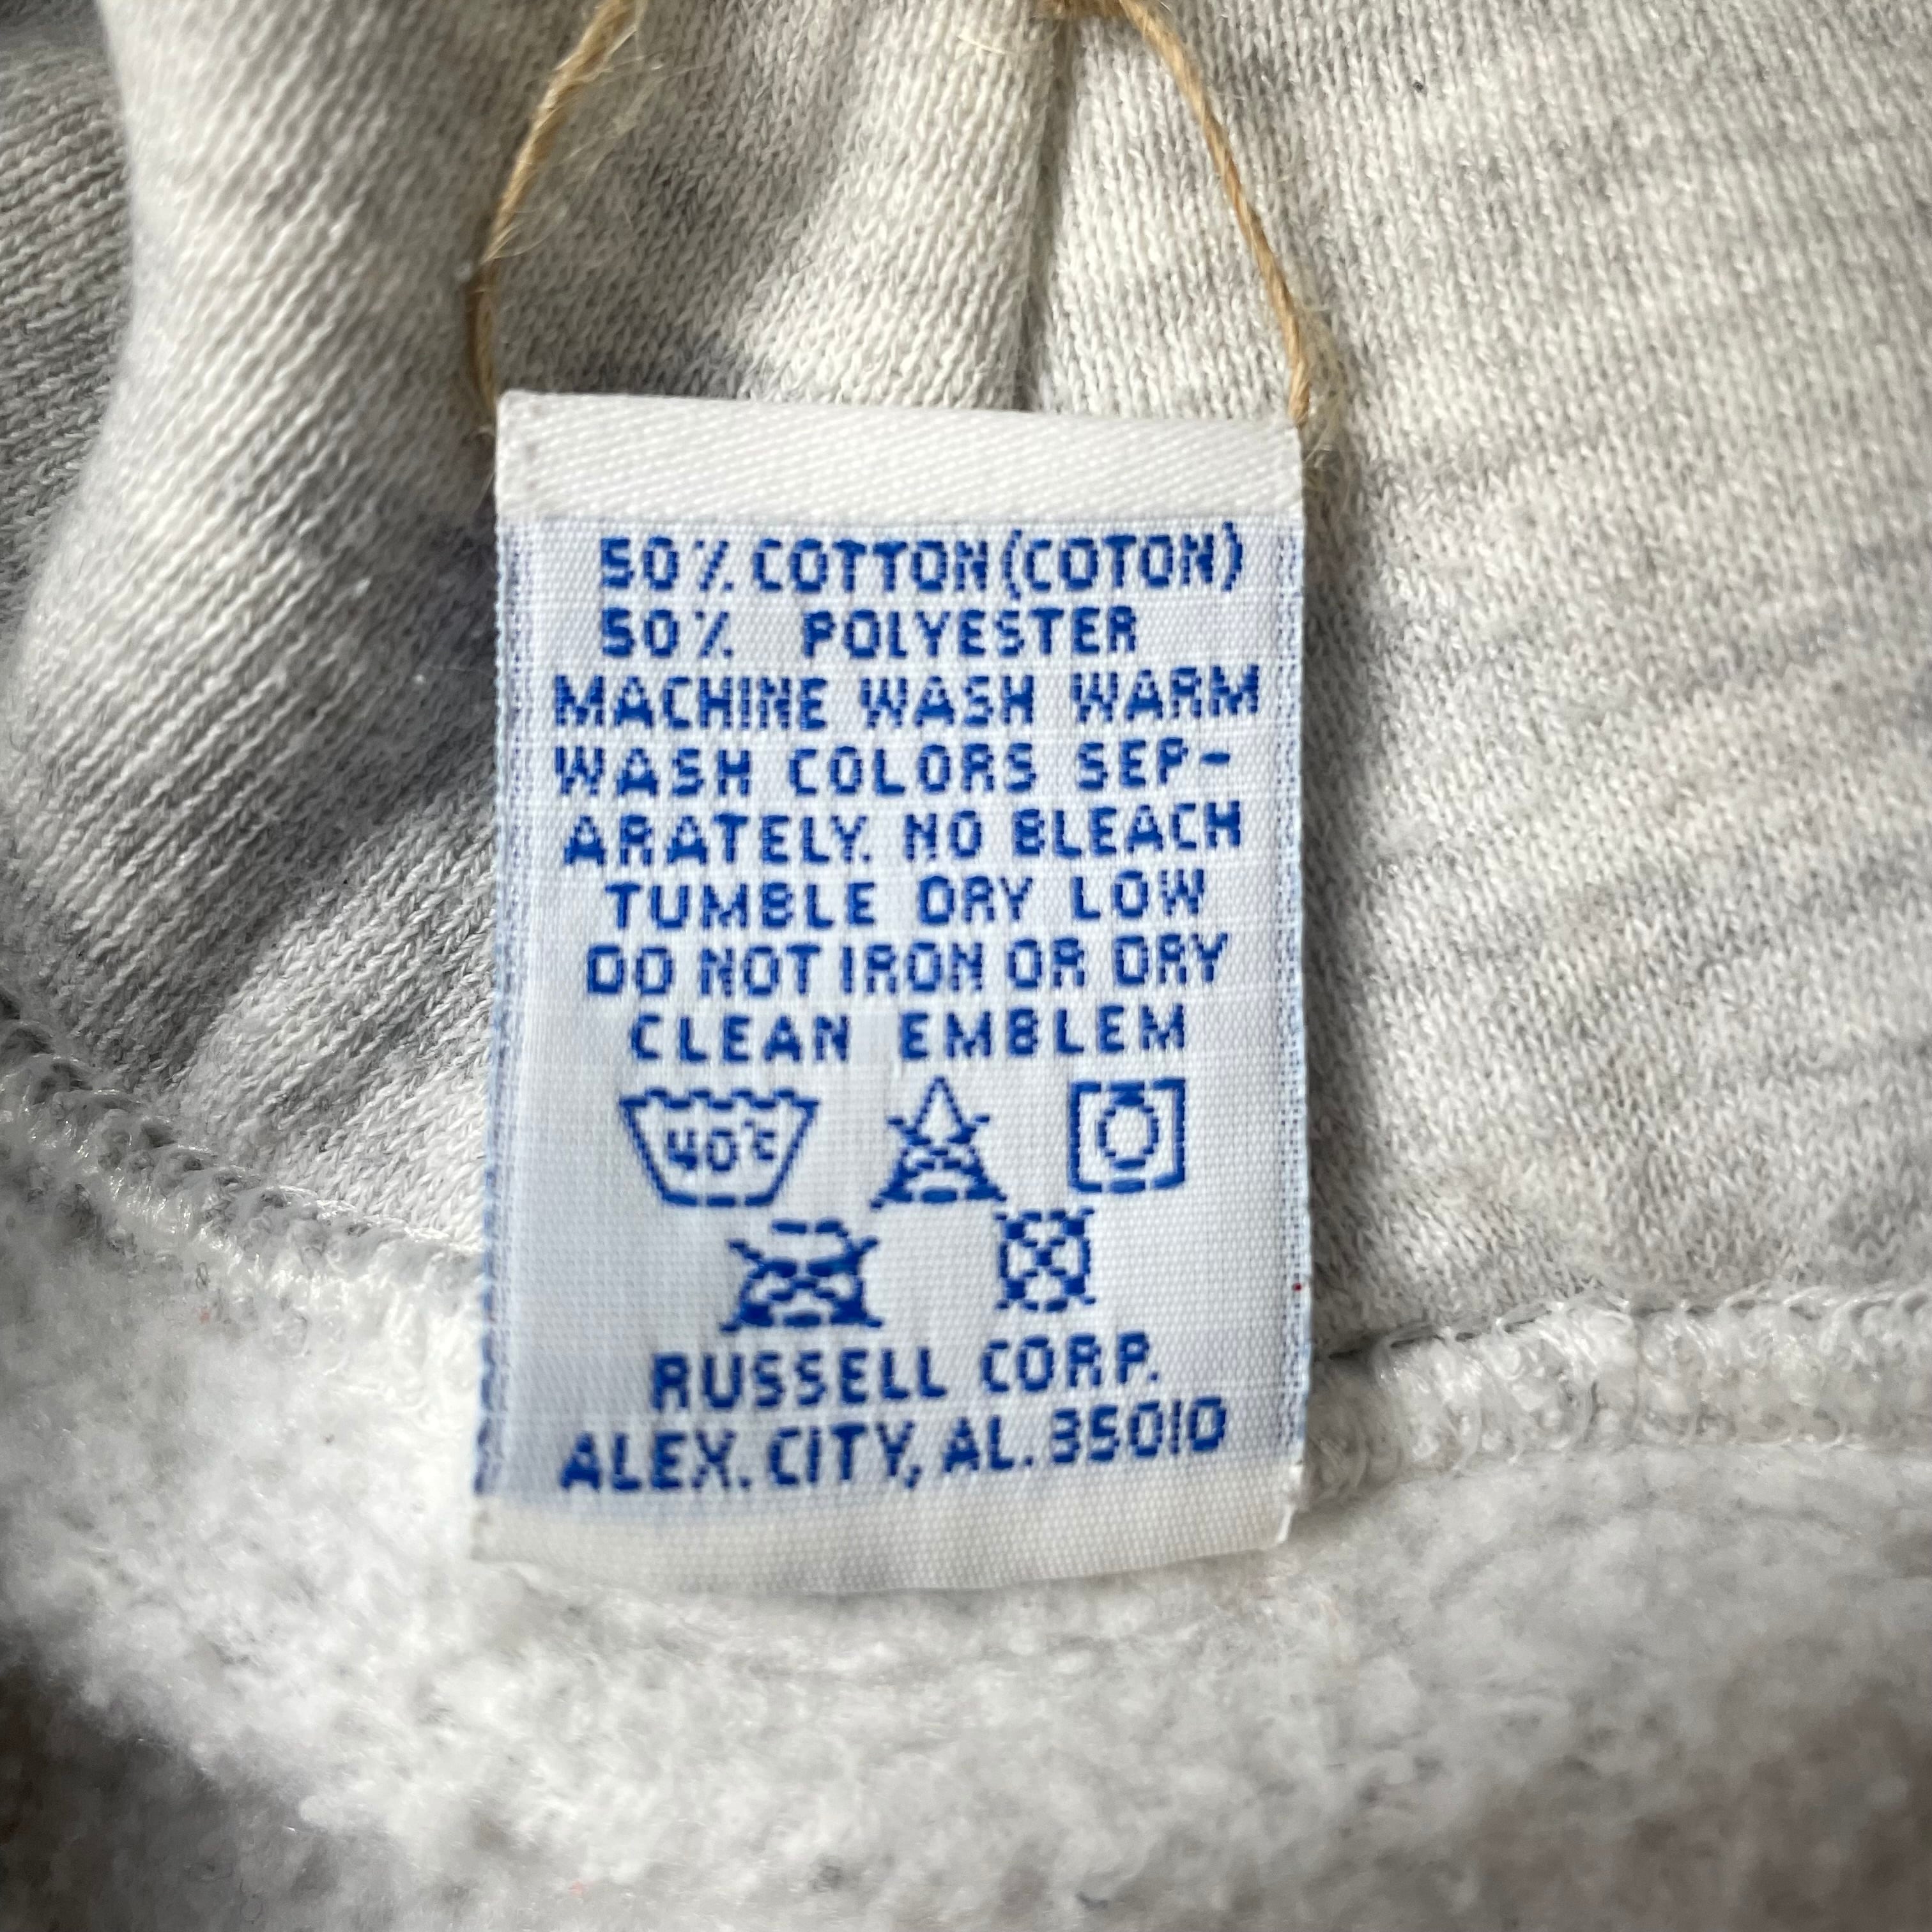 50% COTTON (COTON)
50% POLYESTER
MACHINE WASH WARM
WASH COLORS SEP-
ARATELY. NO BLEACH
TUMBLE DRY LOW
DO NOT IRON OR DRY
CLEAN EMBLEM
40°C
RUSSELL CORP.
ALEX. CITY, AL. 35010